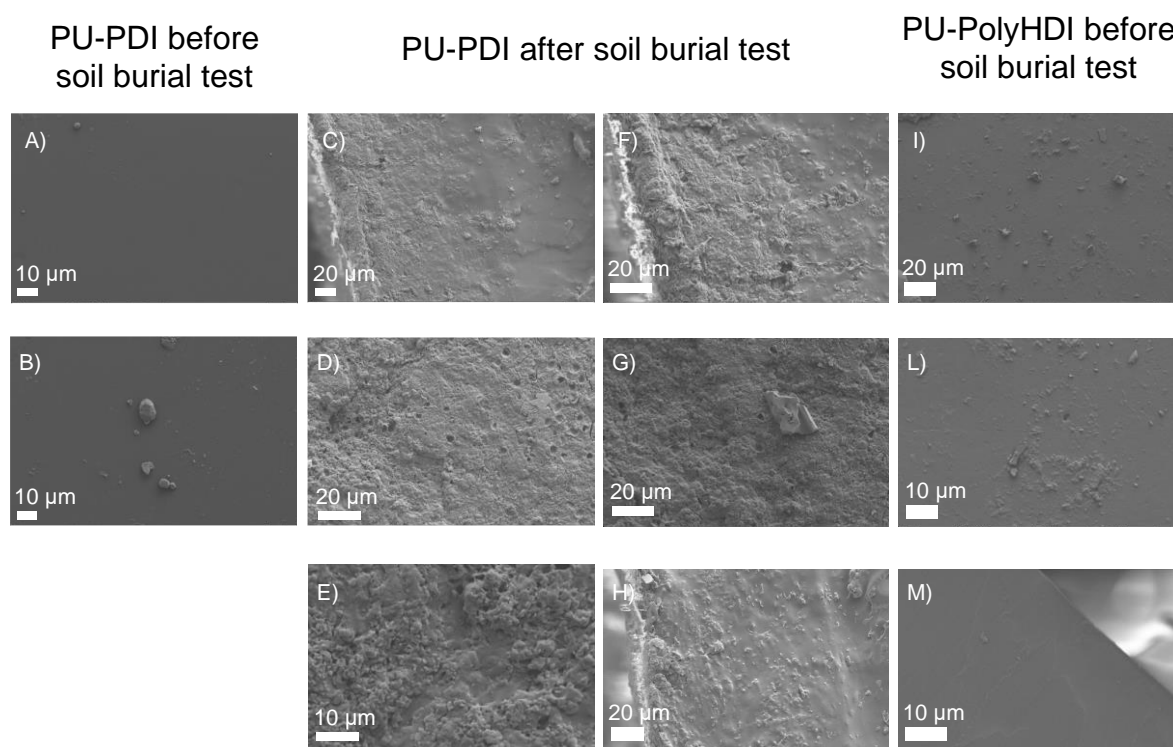 PU-PDI before
soil burial test
PU-PDI after soil burial test
PU-PolyHDI before
soil burial test
A)
10 µm
C)
20 µm
F)
20 µm
I)
20 µm
B)
10 µm
D)
20 µm
G)
20 µm
L)
10 µm
E)
10 µm
H)
20 µm
M)
10 µm